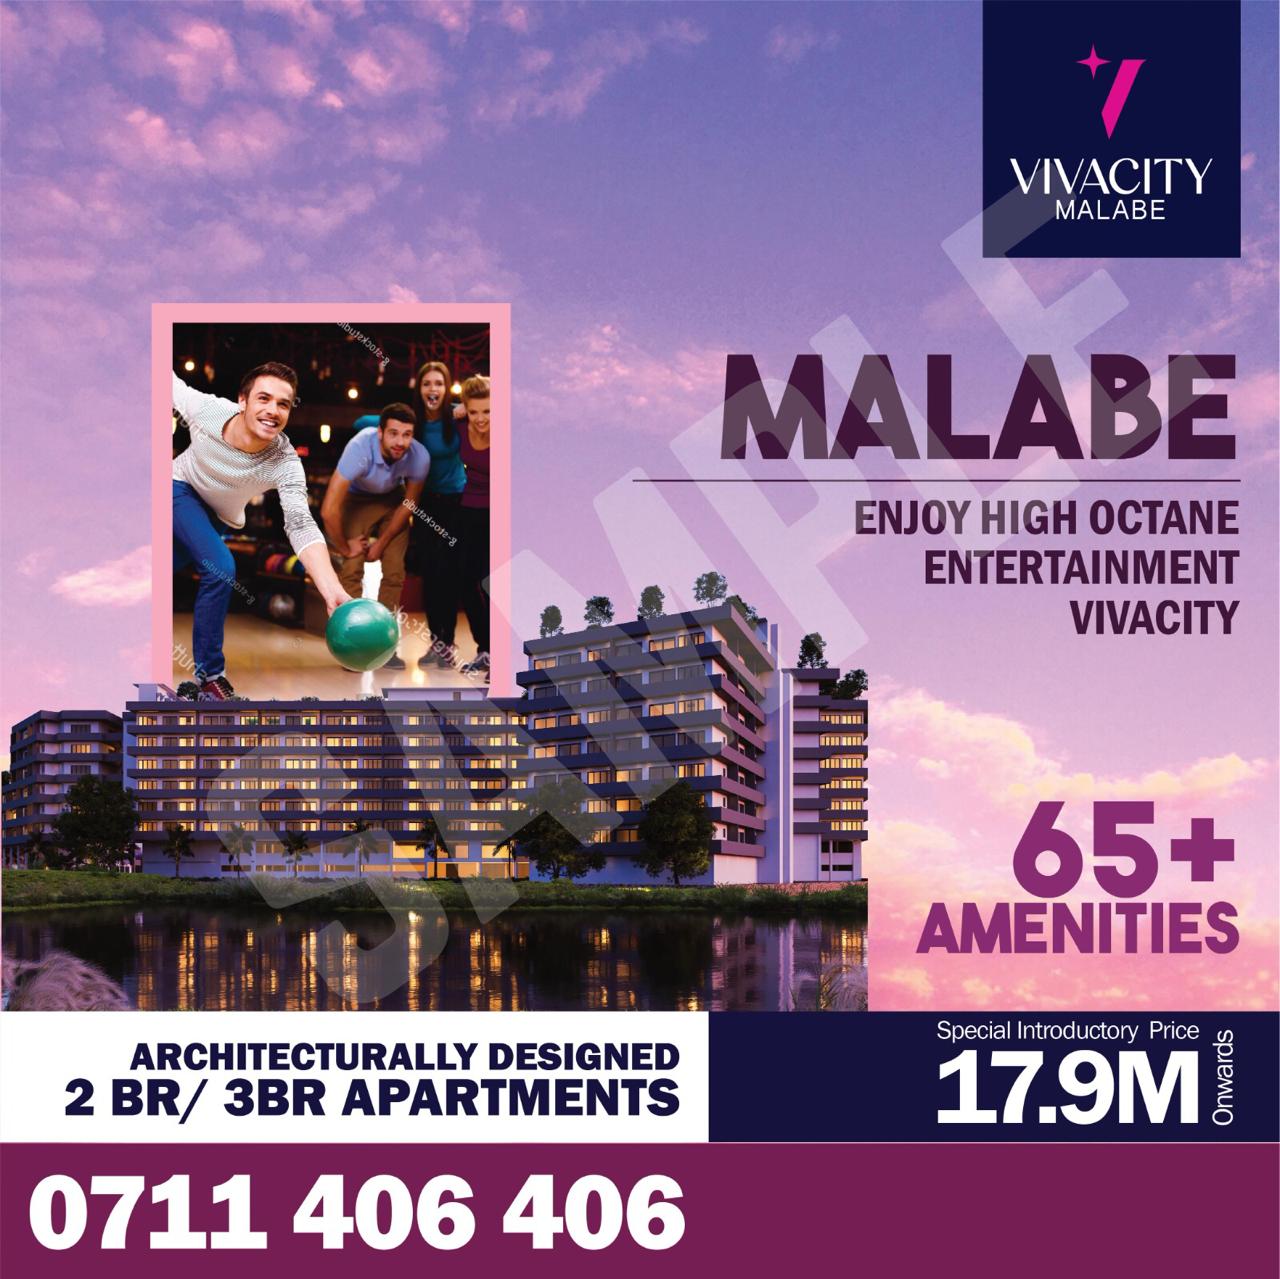 VIVACITY
MALABE
MALABE
ENJOY HIGH OCTANE
ENTERTAINMENT
VIVACITY
SAMPLE
65+
AMENITIES
ARCHITECTURALLY DESIGNED
2 BR/ 3BR APARTMENTS
Special Introductory Price
17.9M
Onwards
0711 406 406